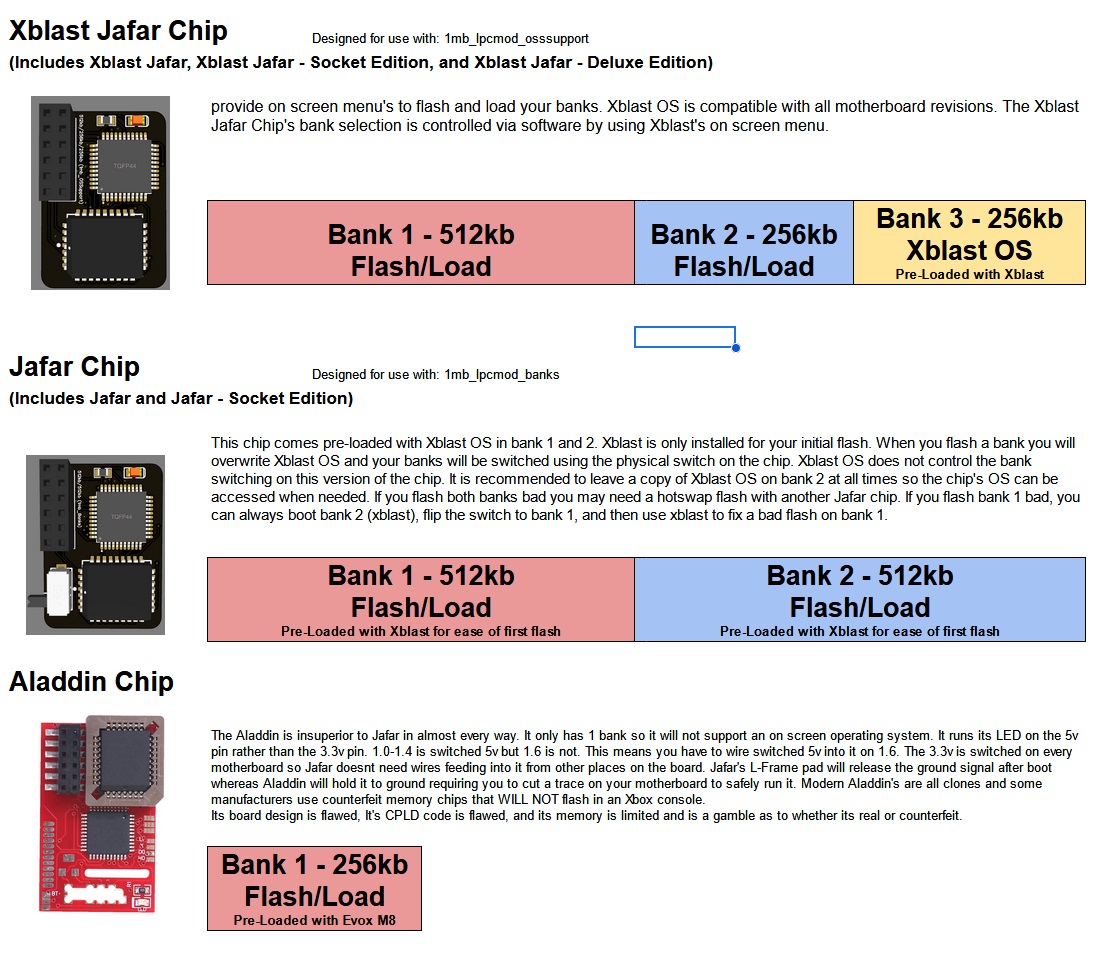 Xblast Jafar Chip
Designed for use with: 1mb_lpcmod_osssupport
(Includes Xblast Jafar, Xblast Jafar - Socket Edition, and Xblast Jafar - Deluxe Edition)
provide on screen menu's to flash and load your banks. Xblast OS is compatible with all motherboard revisions. The Xblast
Jafar Chip's bank selection is controlled via software by using Xblast's on screen menu.
TQFP44
Bank 1 - 512kb
Flash/Load
Bank 2 - 256kb
Flash/Load
Bank 3 - 256kb
Xblast OS
Pre-Loaded with Xblast
Jafar Chip
Designed for use with: 1mb_lpcmod_banks
(Includes Jafar and Jafar - Socket Edition)
This chip comes pre-loaded with Xblast OS in bank 1 and 2. Xblast is only installed for your initial flash. When you flash a bank you will
overwrite Xblast OS and your banks will be switched using the physical switch on the chip. Xblast OS does not control the bank
switching on this version of the chip. It is recommended to leave a copy of Xblast OS on bank 2 at all times so the chip's OS can be
accessed when needed. If you flash both banks bad you may need a hotswap flash with another Jafar chip. If you flash bank 1 bad, you
can always boot bank 2 (xblast), flip the switch to bank 1, and then use xblast to fix a bad flash on bank 1.
TQFP44
Bank 1 - 512kb
Flash/Load
Pre-Loaded with Xblast for ease of first flash
Bank 2 - 512kb
Flash/Load
Pre-Loaded with Xblast for ease of first flash
Aladdin Chip
The Aladdin is insuperior to Jafar in almost every way. It only has 1 bank so it will not support an on screen operating system. It runs its LED on the 5v
pin rather than the 3.3v pin. 1.0-1.4 is switched 5v but 1.6 is not. This means you have to wire switched 5v into it on 1.6. The 3.3v is switched on every
motherboard so Jafar doesnt need wires feeding into it from other places on the board. Jafar's L-Frame pad will release the ground signal after boot
whereas Aladdin will hold it to ground requiring you to cut a trace on your motherboard to safely run it. Modern Aladdin's are all clones and some
manufacturers use counterfeit memory chips that WILL NOT flash in an Xbox console.
Its board design is flawed, It's CPLD code is flawed, and its memory is limited and is a gamble as to whether its real or counterfeit.
Bank 1 - 256kb
Flash/Load
Pre-Loaded with Evox M8